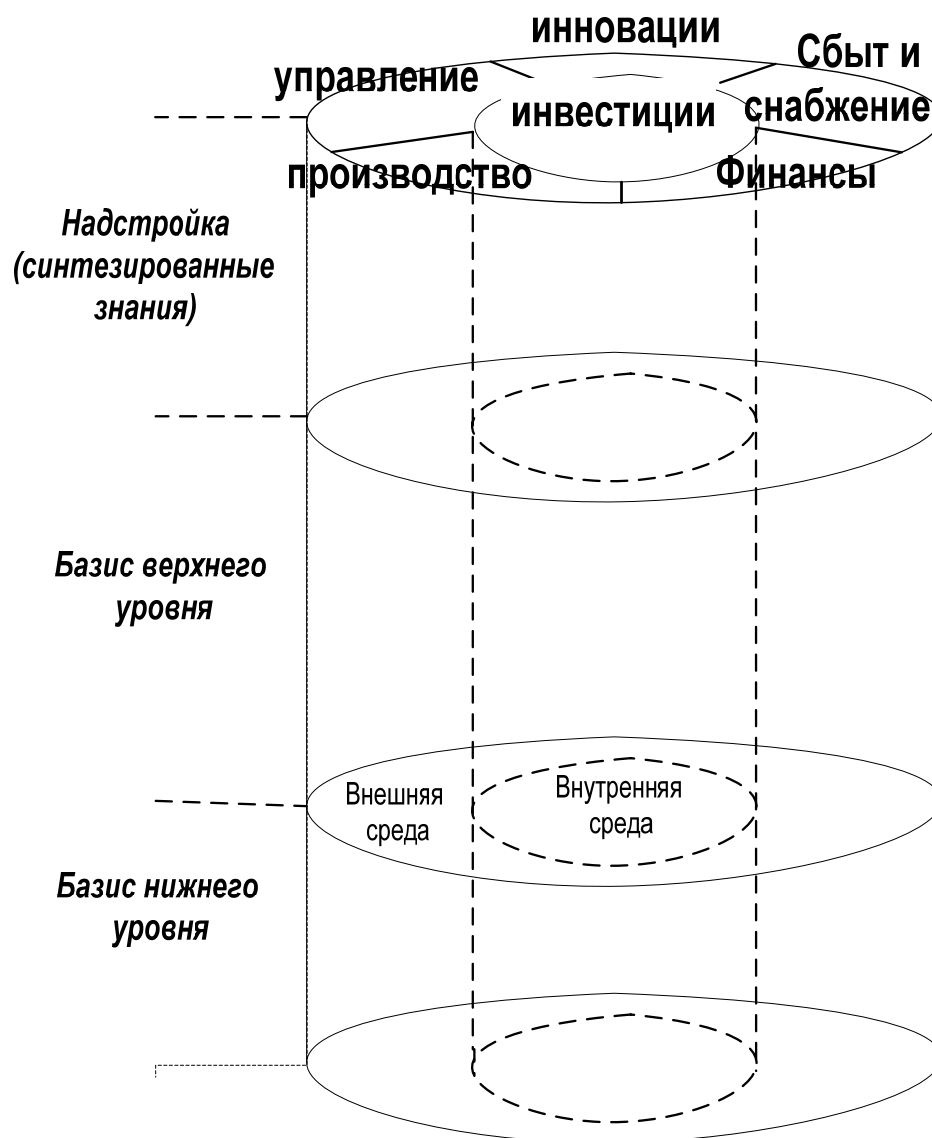 инновации
Сбыт и
снабжение
управление
инвестиции
производство
Финансы
Надстройка
(синтезированные
знания)
Базис верхнего
уровня
Внешняя
среда
Внутренняя
среда
Базис нижнего
уровня